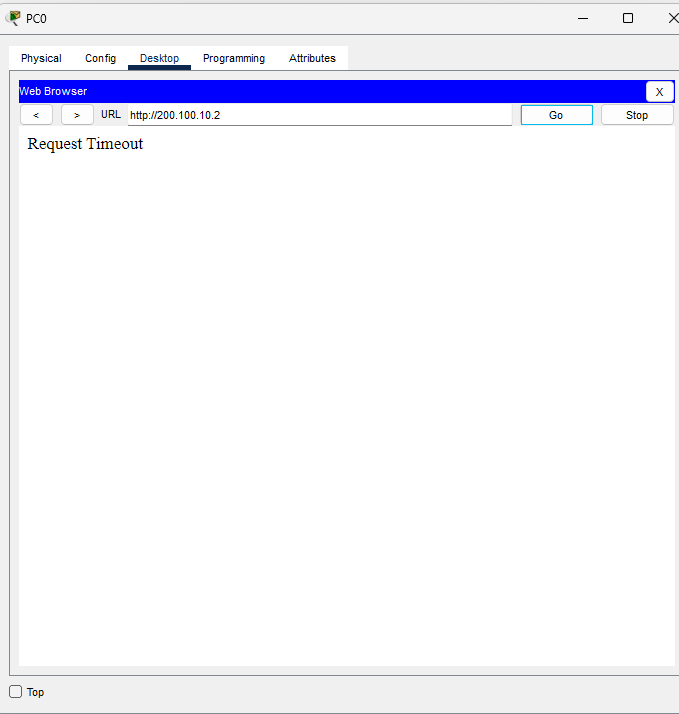 PC0
Physical Config Desktop Programming Attributes
Web Browser X
< > URL http://200.100.10.2 Go Stop
Request Timeout
Top